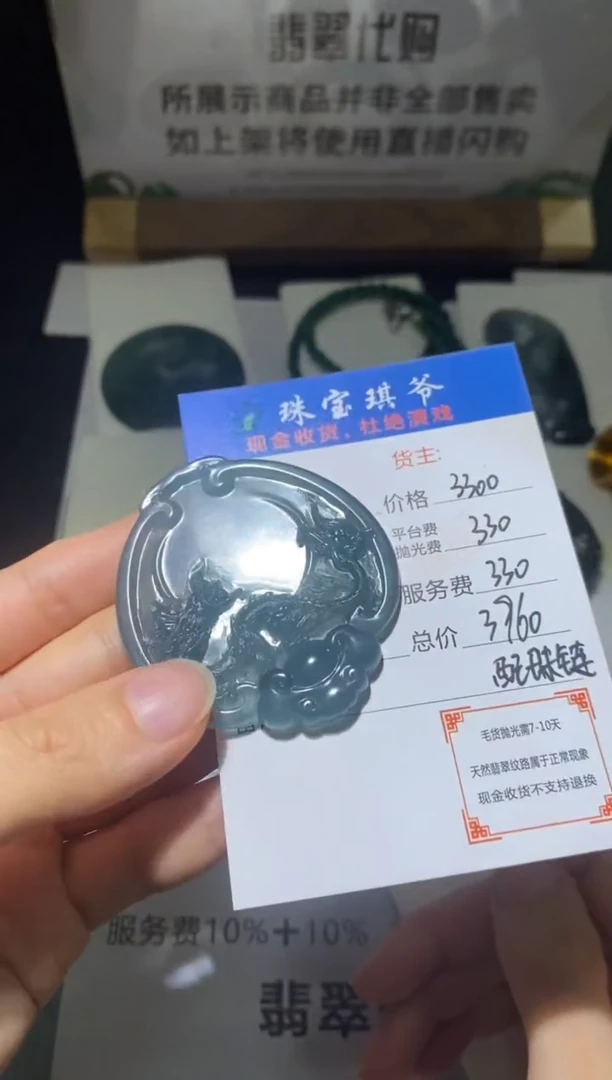 翡翠代购
所展示商品并非全部售卖
如上架将使用直播闪购
珠宝琪爷
现金收货、杜绝演戏
货主:
价格 3300
平台费
抛光费 330
服务费 330
总价 3960
配珠链
毛货抛光需7-10天
天然翡翠纹路属于正常现象
现金收货不支持退换
服务费10%+10%
翡翠